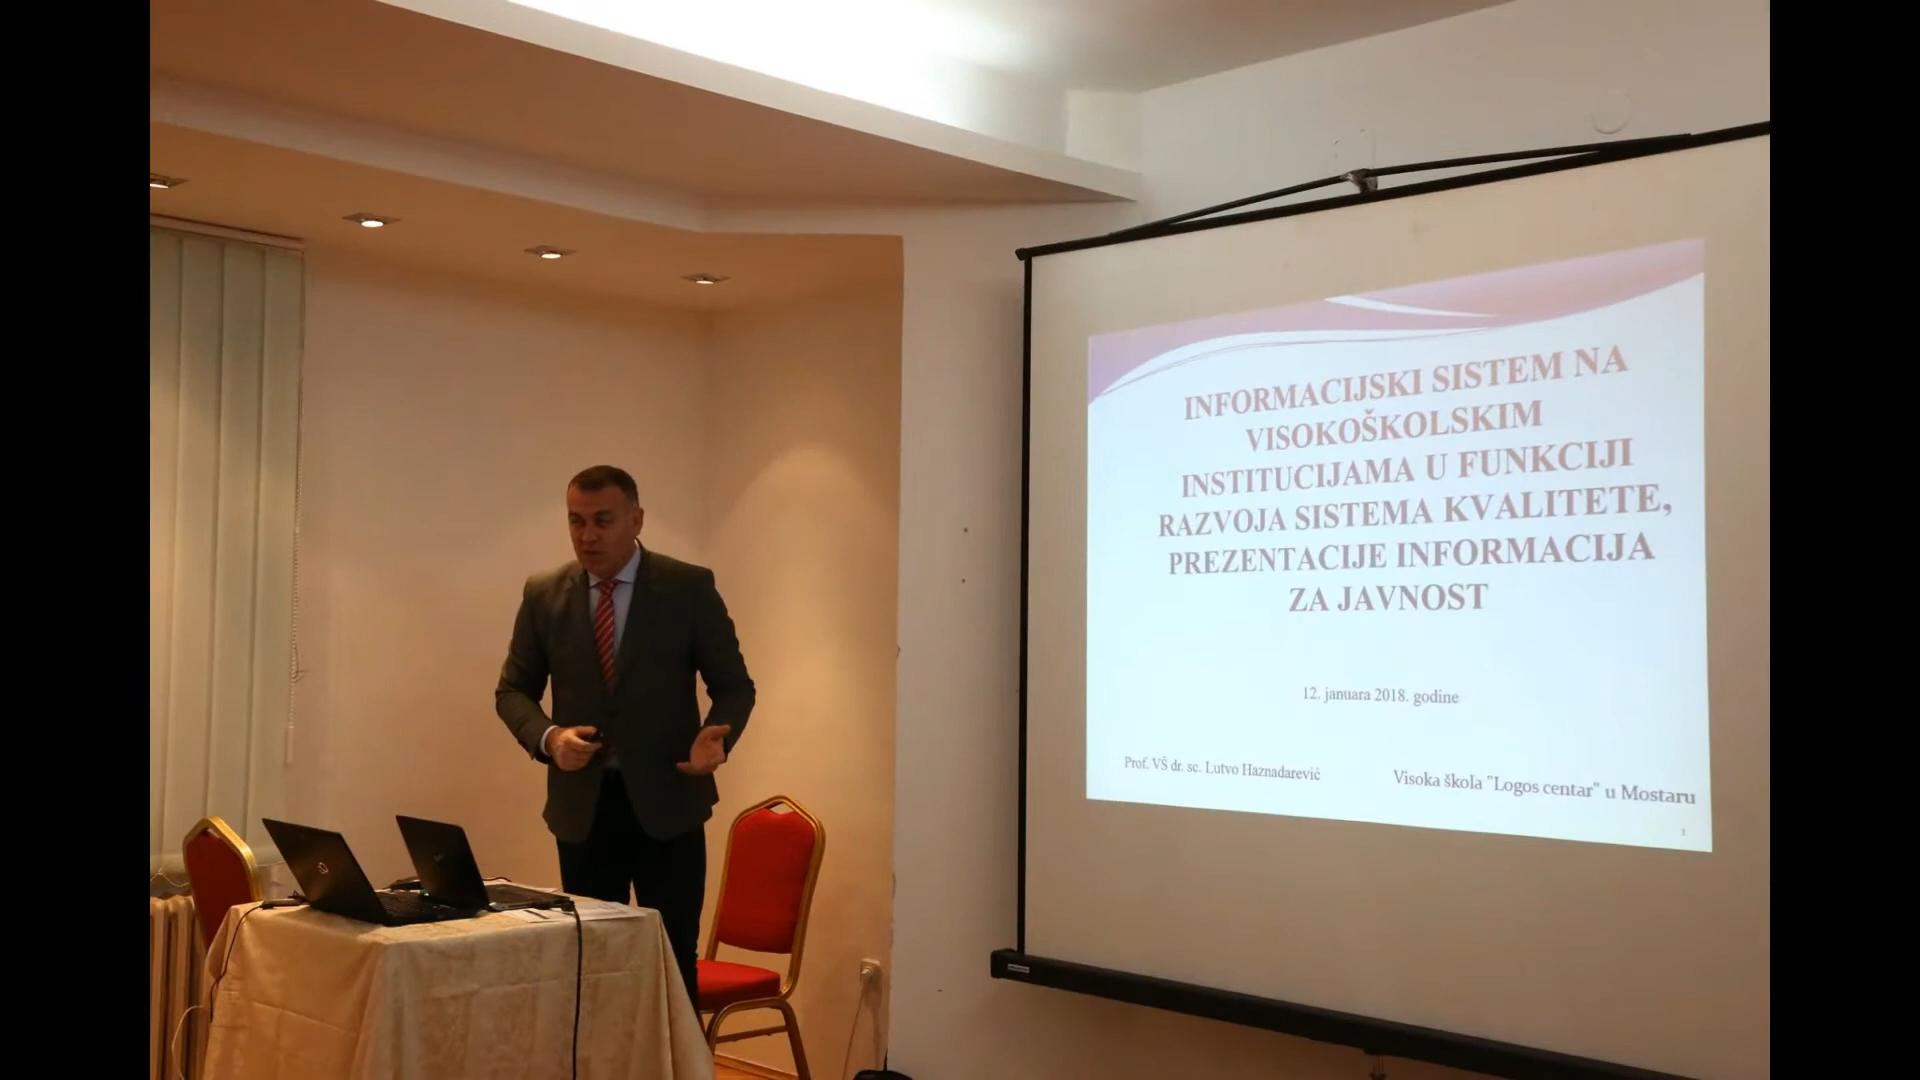 INFORMACIJSKI SISTEM NA
VISOKOŠKOLSKIM
INSTITUCIJAMA U FUNKCIJI
RAZVOJA SISTEMA KVALITETE,
PREZENTACIJE INFORMACIJA
ZA JAVNOST
12. januara 2018. godine
Prof. VŠ dr. sc. Lutvo Haznadarević
Visoka škola "Logos centar" u Mostaru
1